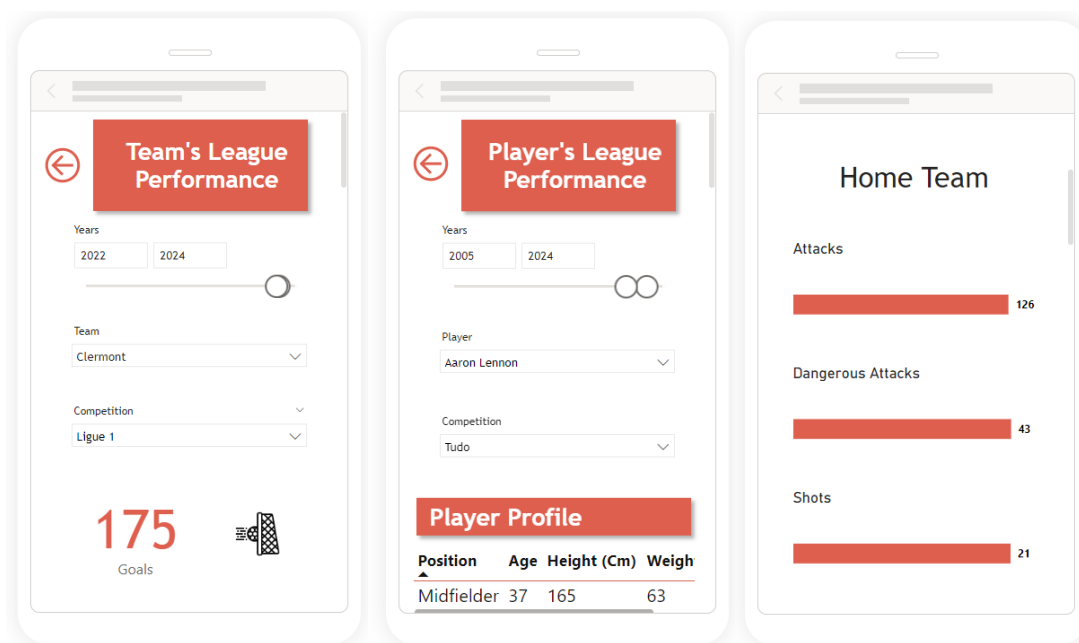 Team's League
Performance
Years
2022 2024
Team
Clermont
Competition
Ligue 1
175
Goals
Player's League
Performance
Years
2005 2024
Player
Aaron Lennon
Competition
Tudo
Player Profile
Position Age Height (Cm) Weigh
Midfielder 37 165 63
Home Team
Attacks
126
Dangerous Attacks
43
Shots
21